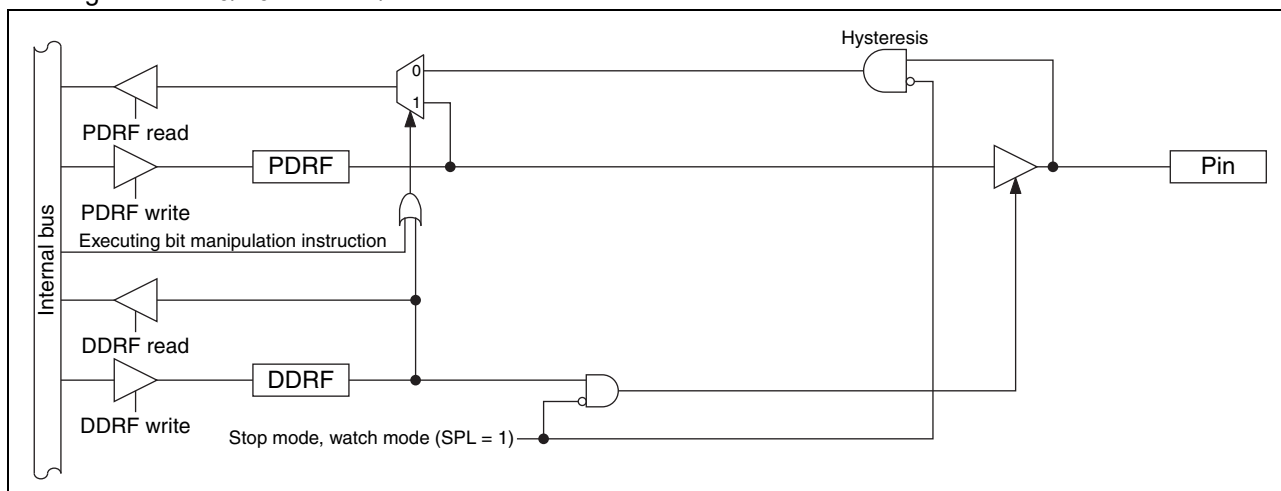 Hysteresis
0
1
PDRF read
PDRF
Pin
PDRF write
Executing bit manipulation instruction
Internal bus
DDRF read
DDRF
DDRF write
Stop mode, watch mode (SPL = 1)